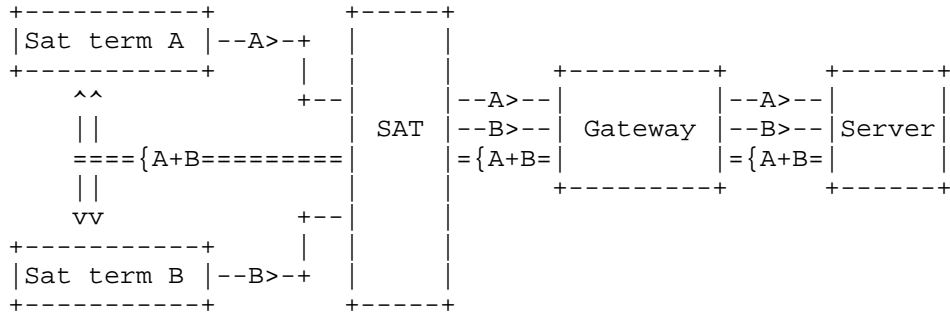 +-----------+        +-----+
|Sat term A |--A>-+  |     |
+-----------+     |  |     |      +---------+      +------+
    ^^            +--|     |--A>--|         |--A>--|      |
    ||               | SAT |--B>--| Gateway |--B>--|Server|
    ===={A+B=========|     |={A+B=|         |={A+B=|      |
    ||               |     |      +---------+      +------+
    vv            +--|     |
+-----------+     |  |     |
|Sat term B |--B>-+  |     |
+-----------+        +-----+